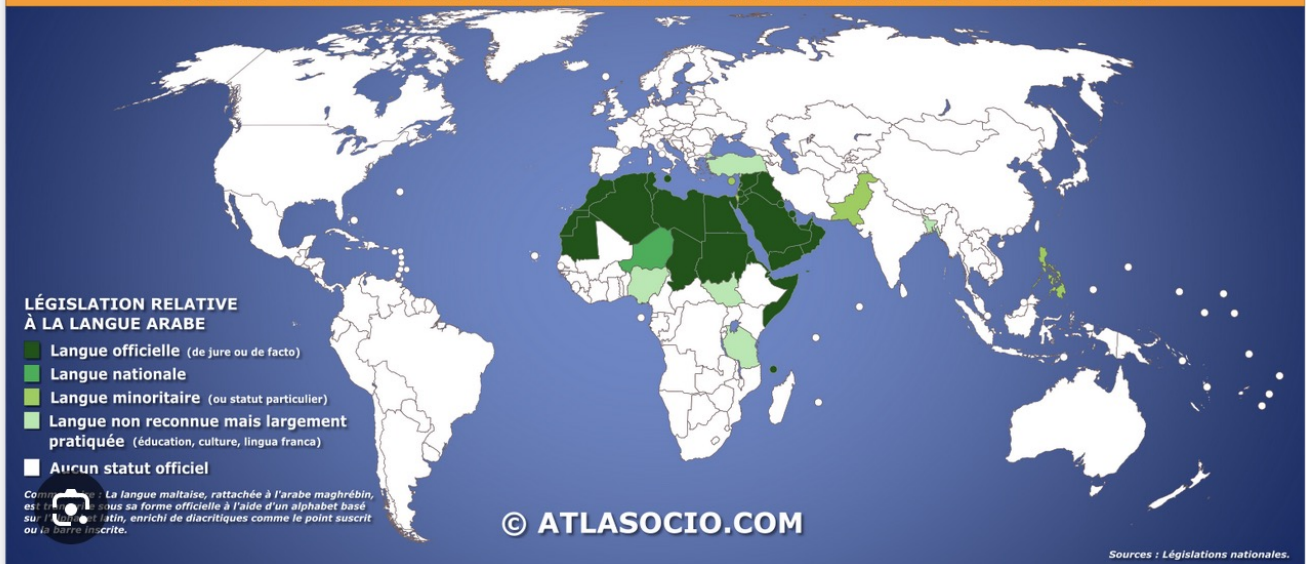 LÉGISLATION RELATIVE
À LA LANGUE ARABE
Langue officielle (de jure ou de facto)
Langue nationale
Langue minoritaire (ou statut particulier)
Langue non reconnue mais largement
pratiquée (éducation, culture, lingua franca)
Aucun statut officiel
: La langue maltaise, rattachée à l'arabe maghrébin,
est sous sa forme officielle à l'aide d'un alphabet basé
sur latin, enrichi de diacritiques comme le point suscrit
ou la barre inscrite.
© ATLASOCIO.COM
Sources : Législations nationales.